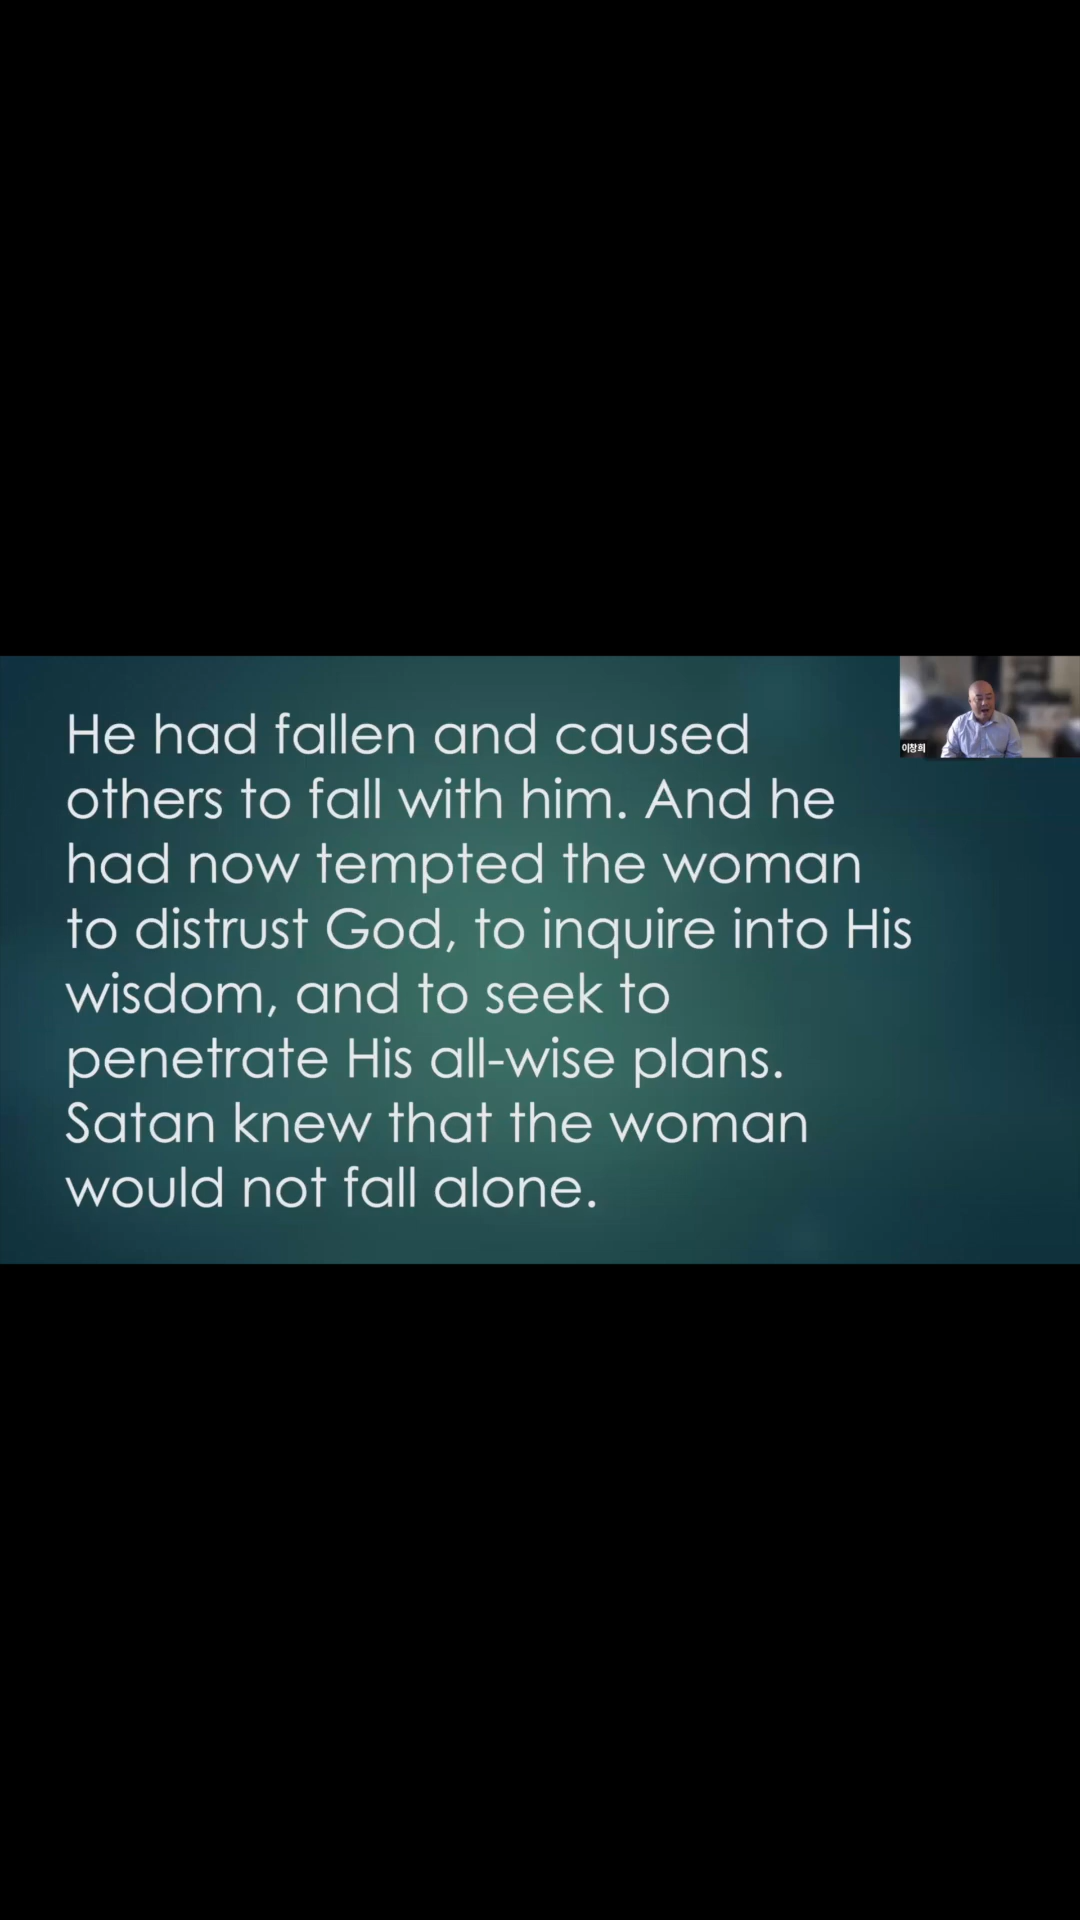 He had fallen and caused
others to fall with him. And he
had now tempted the woman
to distrust God, to inquire into His
wisdom, and to seek to
penetrate His all-wise plans.
Satan knew that the woman
would not fall alone.
이창희